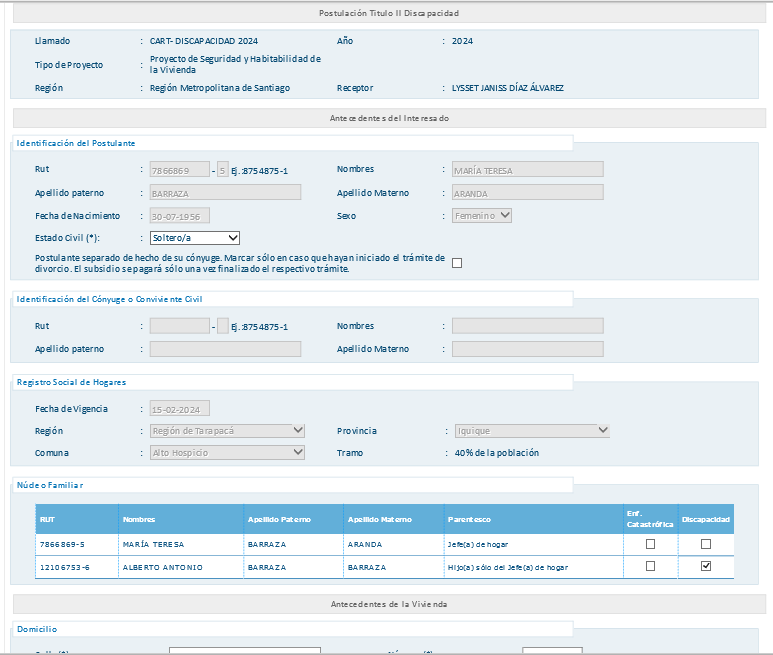 Postulación Titulo II Discapacidad
Llamado : CART- DISCAPACIDAD 2024 Año : 2024
Tipo de Proyecto : Proyecto de Seguridad y Habitabilidad de
la Vivienda
Región : Región Metropolitana de Santiago Receptor : LYSSET JANISS DÍAZ ÁLVAREZ
Antecedentes del Interesado
Identificación del Postulante
Rut : 7866869 - 5 Ej.:8754875-1 Nombres : MARÍA TERESA
Apellido paterno : BARRAZA Apellido Materno : ARANDA
Fecha de Nacimiento : 30-07-1956 Sexo : Femenino
Estado Civil (*): Soltero/a
Postulante separado de hecho de su cónyuge. Marcar sólo en caso que hayan iniciado el trámite de :
divorcio. El subsidio se pagará sólo una vez finalizado el respectivo trámite.
Identificación del Cónyuge o Conviviente Civil
Rut : - Ej.:8754875-1 Nombres :
Apellido paterno : Apellido Materno :
Registro Social de Hogares
Fecha de Vigencia : 15-02-2024
Región : Región de Tarapacá Provincia : Iquique
Comuna : Alto Hospicio Tramo : 40% de la población
Núcleo Familiar
RUT Nombres Apellido Paterno Apellido Materno Parentesco Enf. Catastrófica Discapacidad
7866869-5 MARÍA TERESA BARRAZA ARANDA Jefe(a) de hogar
12106753-6 ALBERTO ANTONIO BARRAZA BARRAZA Hijo(a) sólo del Jefe(a) de hogar
Antecedentes de la Vivienda
Domicilio